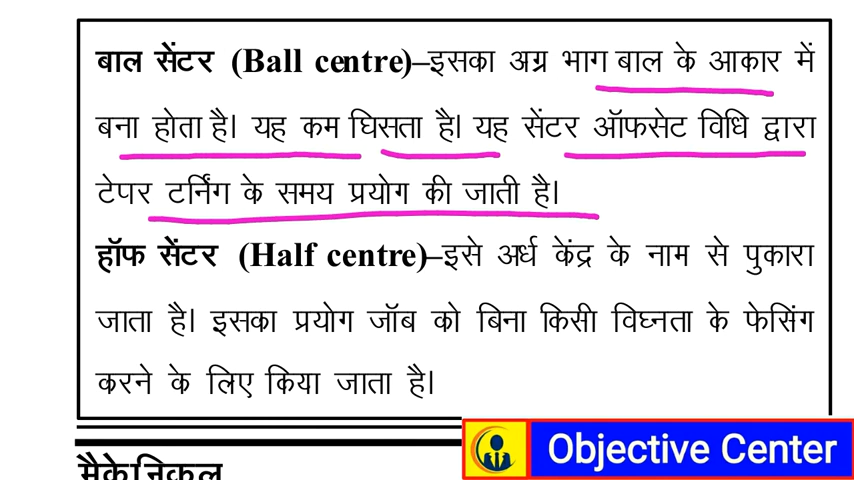 बाल सेंटर (Ball centre)–इसका अग्र भाग बाल के आकार में
बना होता है। यह कम घिसता है। यह सेंटर ऑफसेट विधि द्वारा
टेपर टर्निंग के समय प्रयोग की जाती है।
हॉफ सेंटर (Half centre)–इसे अर्ध केंद्र के नाम से पुकारा
जाता है। इसका प्रयोग जॉब को बिना किसी विघ्नता के फेसिंग
करने के लिए किया जाता है।
Objective Center
मैकेनिकल